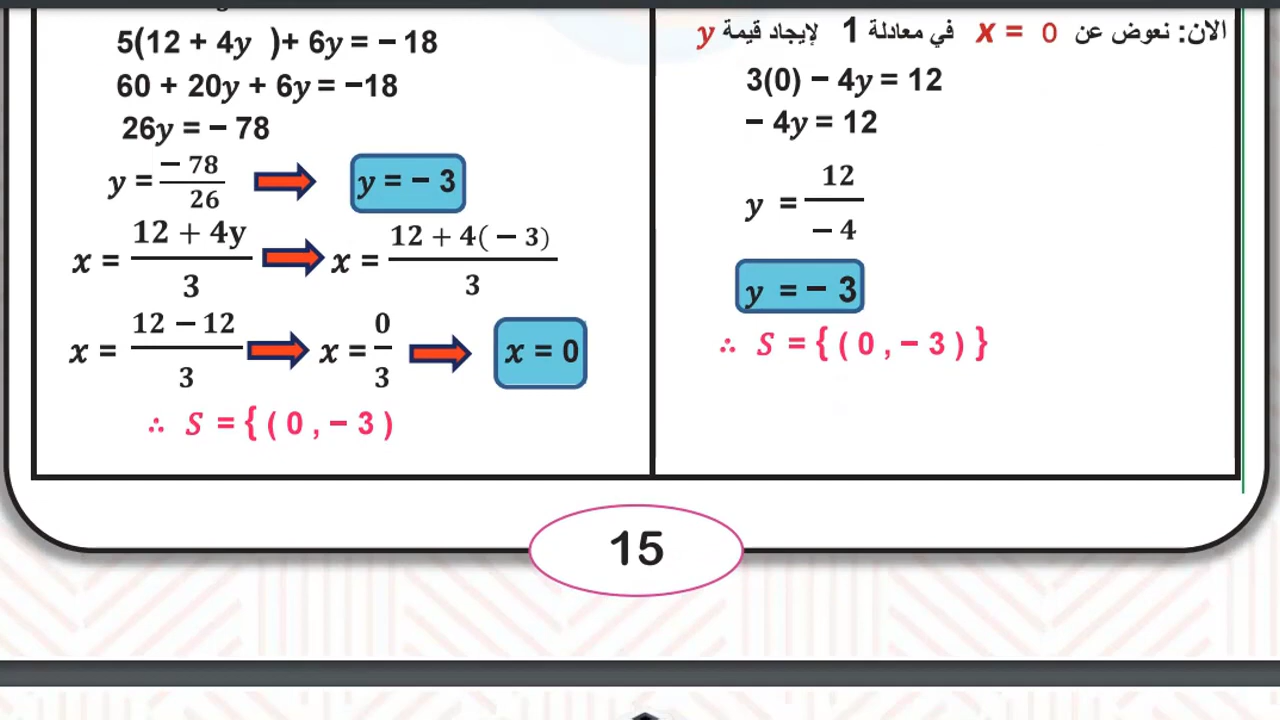 5(12 + 4y )+ 6y = − 18
60 + 20y + 6y = −18
26y = − 78
y = − 78 / 26 y = − 3
x = 12 + 4y / 3 x = 12 + 4( − 3) / 3
x = 12 − 12 / 3 x = 0 / 3 x = 0
∴ S = { ( 0 , − 3 )
الان: نعوض عن x = 0 في معادلة 1 لإيجاد قيمة y
3(0) − 4y = 12
− 4y = 12
y = 12 / − 4
y = − 3
∴ S = { ( 0 , − 3 ) }
15